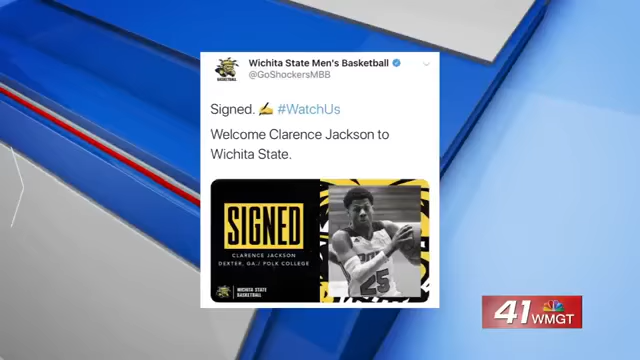 Wichita State Men's Basketball
@GoShockersMBB
Signed. ✍ #WatchUs
Welcome Clarence Jackson to
Wichita State.
SIGNED
CLARENCE JACKSON
DEXTER, GA./ POLK COLLEGE
WICHITA STATE
BASKETBALL
25
41
WMGT